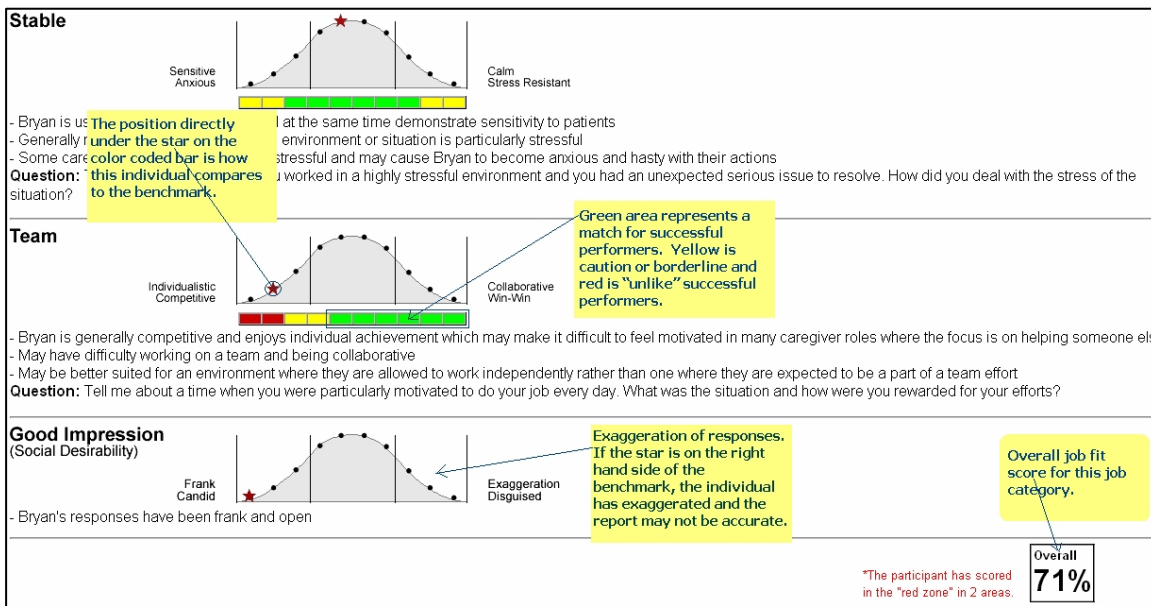 Stable
Sensitive
Anxious
Calm
Stress Resistant
- Bryan is us
at the same time demonstrate sensitivity to patients
- Generally
environment or situation is particularly stressful
- Some care
stressful and may cause Bryan to become anxious and hasty with their actions
Question:
u worked in a highly stressful environment and you had an unexpected serious issue to resolve. How did you deal with the stress of the
situation?
The position directly
under the star on the
color coded bar is how
this individual compares
to the benchmark.
Team
Individualistic
Competitive
Collaborative
Win-Win
Green area represents a
match for successful
performers. Yellow is
caution or borderline and
red is "unlike" successful
performers.
- Bryan is generally competitive and enjoys individual achievement which may make it difficult to feel motivated in many caregiver roles where the focus is on helping someone els
- May have difficulty working on a team and being collaborative
- May be better suited for an environment where they are allowed to work independently rather than one where they are expected to be a part of a team effort
Question: Tell me about a time when you were particularly motivated to do your job every day. What was the situation and how were you rewarded for your efforts?
Good Impression
(Social Desirability)
Frank
Candid
Exaggeration
Disguised
Exaggeration of responses.
If the star is on the right
hand side of the
benchmark, the individual
has exaggerated and the
report may not be accurate.
Overall job fit
score for this job
category.
- Bryan's responses have been frank and open
*The participant has scored
in the "red zone" in 2 areas.
Overall
71%